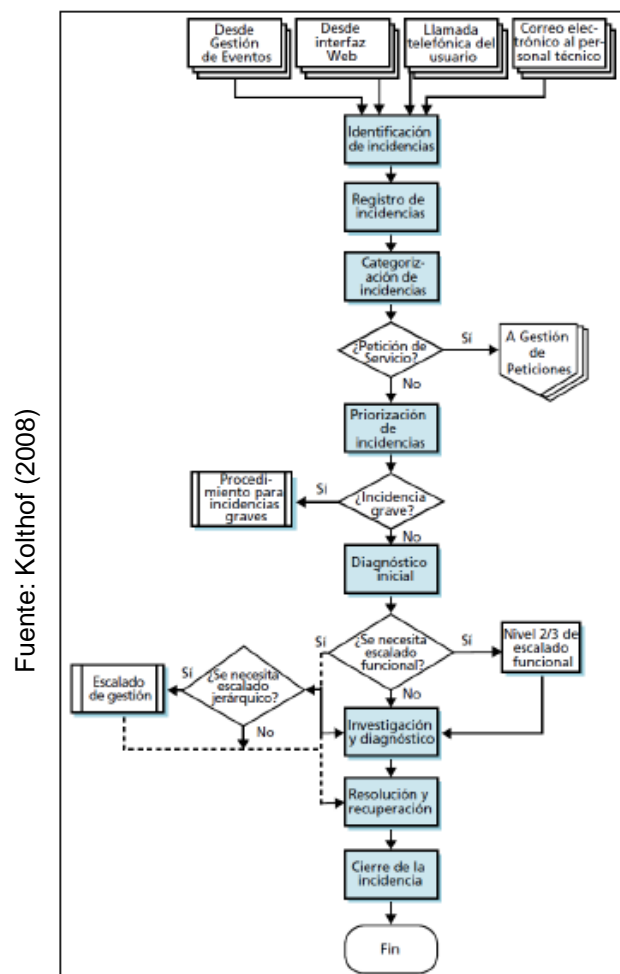 Desde
Gestión
de Eventos
Desde
interfaz
Web
Llamada
telefónica del
usuario
Correo elec-
trónico al per-
sonal técnico
Identificación
de incidencias
Registro de
incidencias
Categoriz-
ación de
incidencias
¿Petición de
Servicio?
Sí
A Gestión
de
Peticiones
No
Priorización
de
incidencias
Procedi-
miento para
incidencias
graves
Sí
¿Incidencia
grave?
No
Diagnóstico
inicial
Sí
¿Se necesita
escalado
funcional?
Sí
Nivel 2/3 de
escalado
funcional
Escalado
de gestión
Sí
¿Se necesita
escalado
jerárquico?
No
No
Investigación
y diagnóstico
Resolución y
recuperación
Cierre de la
incidencia
Fin
Fuente: Kolthof (2008)